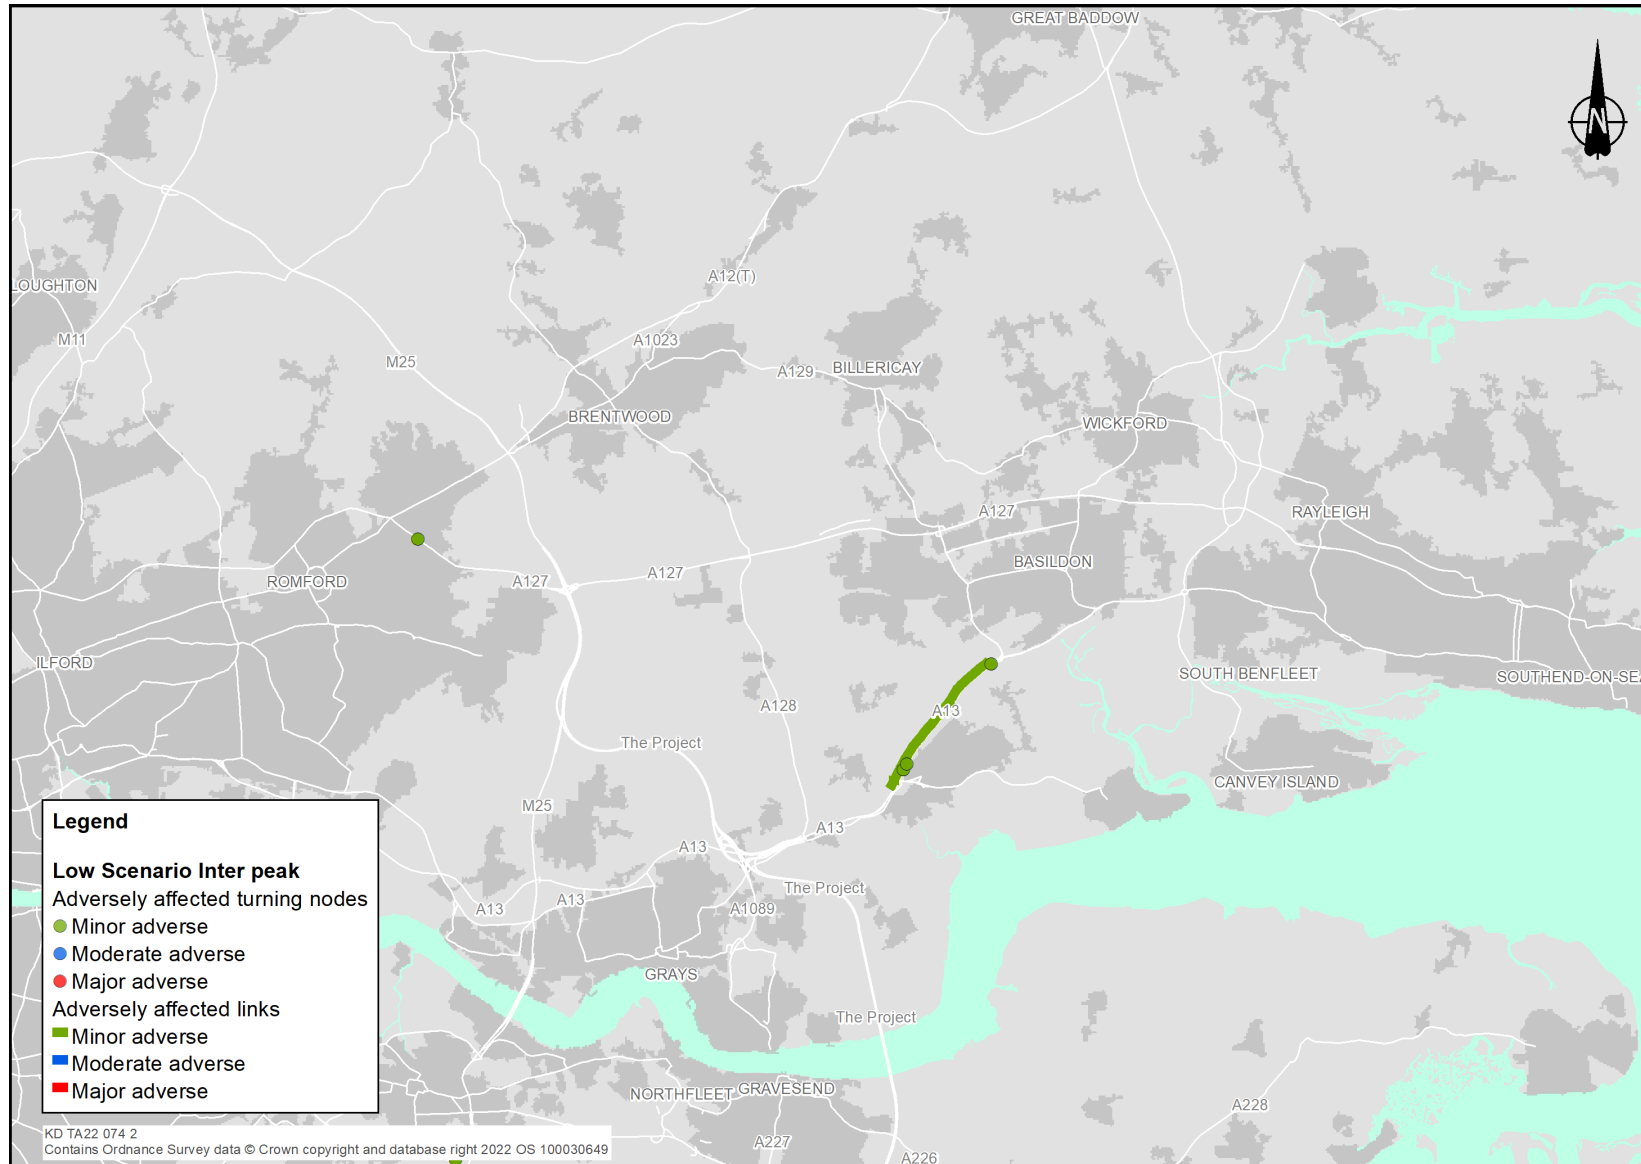 GREAT BADDOW
N
LOUGHTON
A12(T)
M11
A1023
M25
A129
BILLERICAY
BRENTWOOD
WICKFORD
A127
RAYLEIGH
BASILDON
ROMFORD
A127
A127
ILFORD
SOUTH BENFLEET
SOUTHEND-ON-SEA
A128
A13
The Project
CANVEY ISLAND
M25
A13
A13
The Project
A13
A13
A1089
GRAYS
The Project
NORTHFLEET
GRAVESEND
A228
A227
A226
Legend
Low Scenario Inter peak
Adversely affected turning nodes
Minor adverse
Moderate adverse
Major adverse
Adversely affected links
Minor adverse
Moderate adverse
Major adverse
KD TA22 074 2
Contains Ordnance Survey data © Crown copyright and database right 2022 OS 100030649